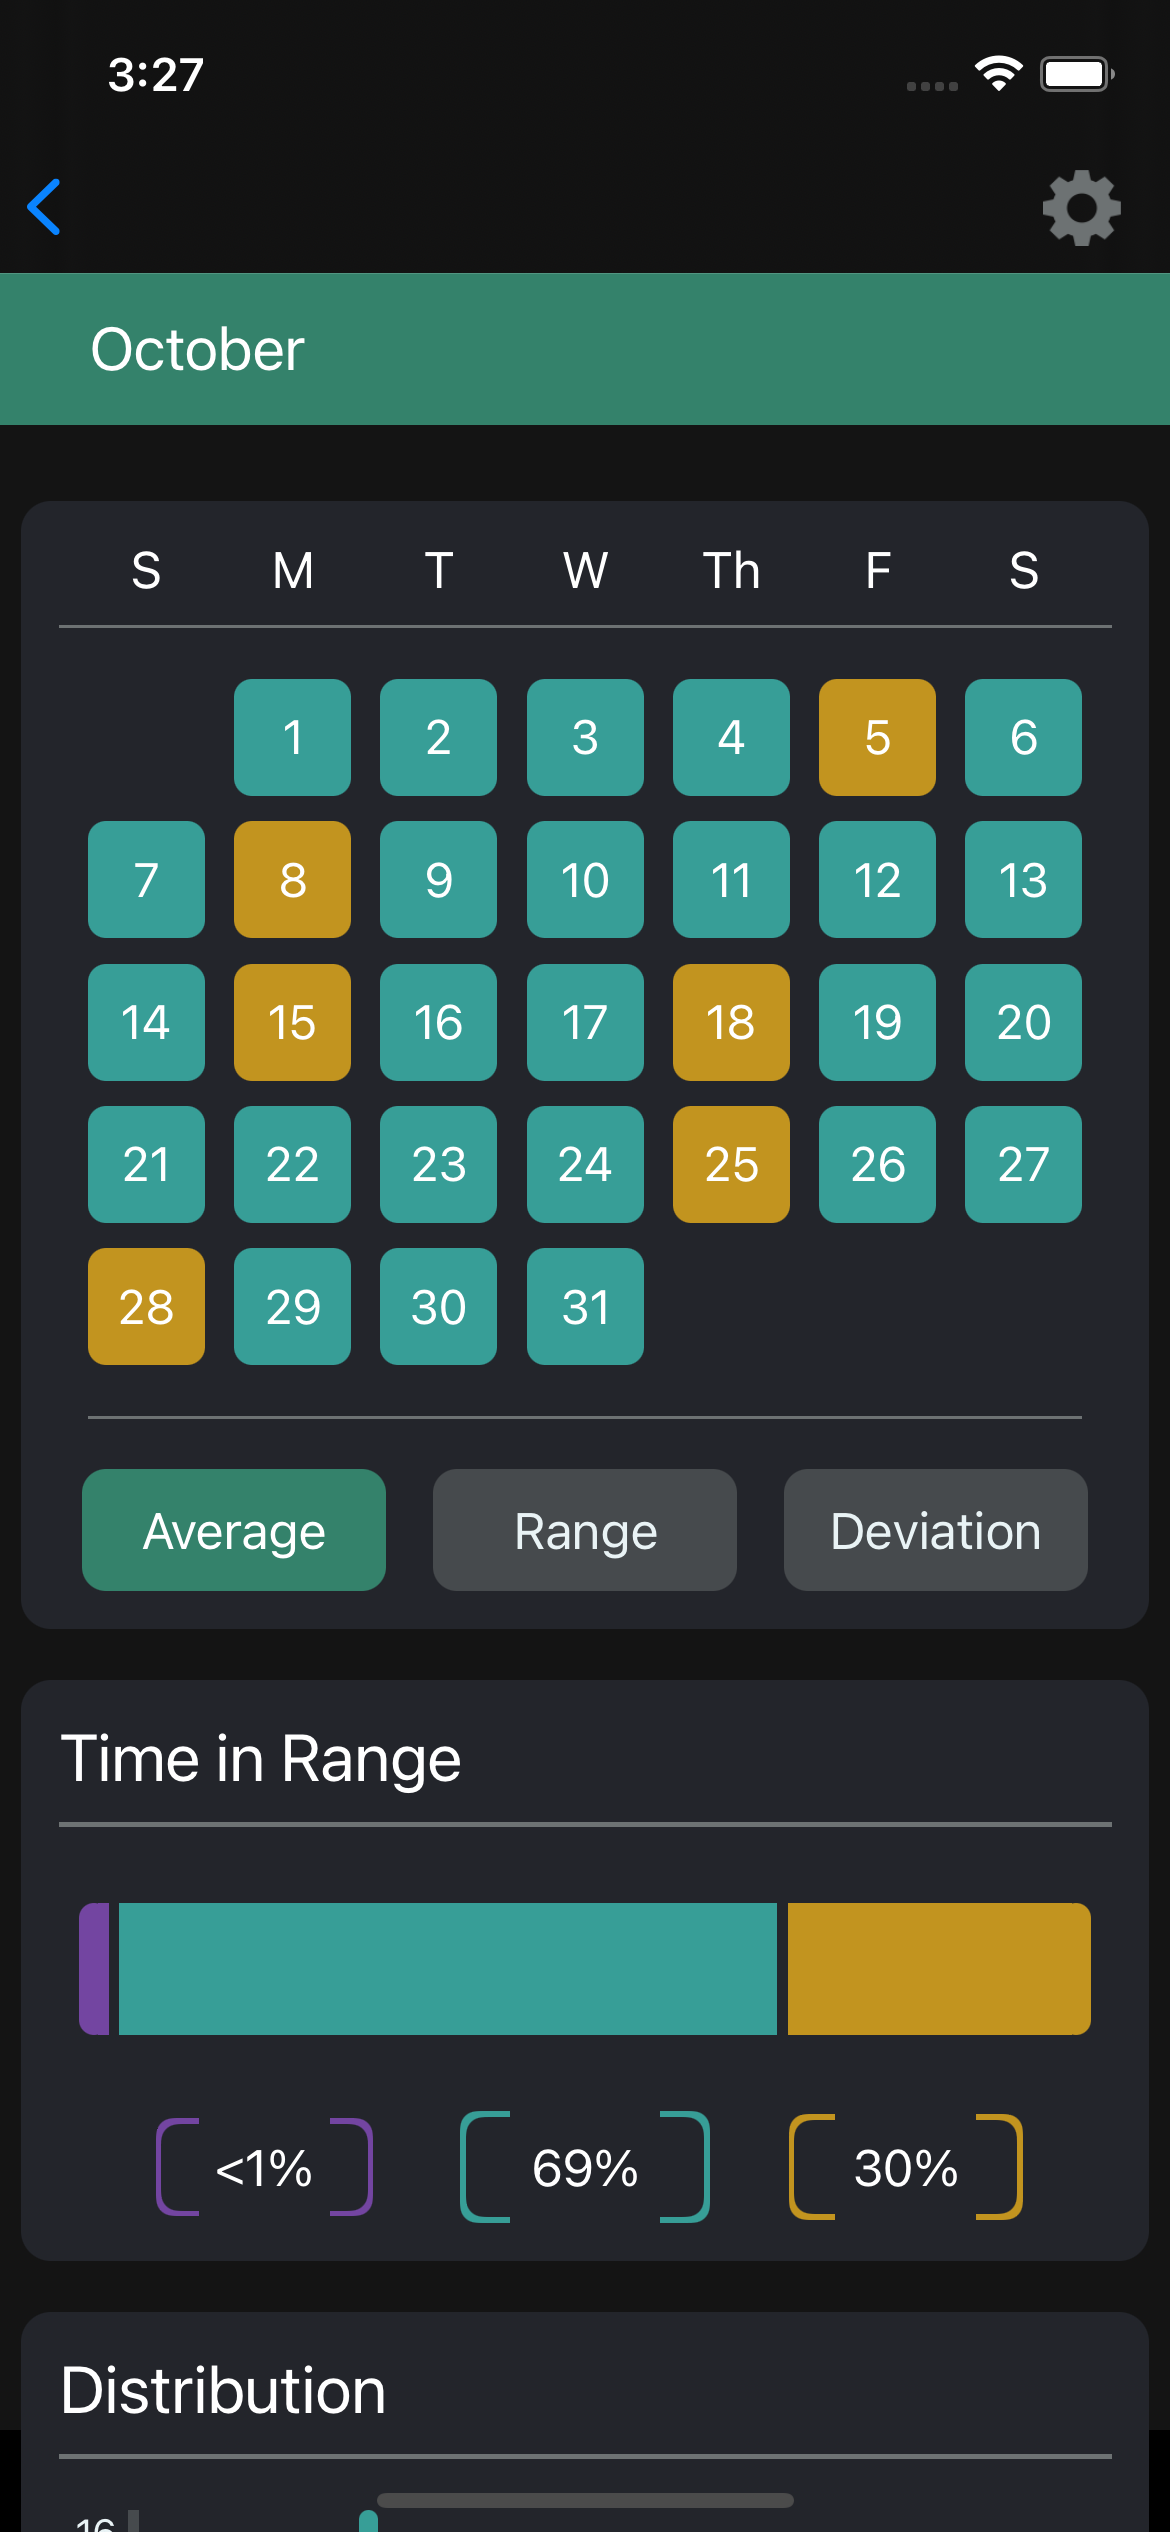 3:27
October
S M T W Th F S
1 2 3 4 5 6
7 8 9 10 11 12 13
14 15 16 17 18 19 20
21 22 23 24 25 26 27
28 29 30 31
Average Range Deviation
Time in Range
<1% 69% 30%
Distribution
16